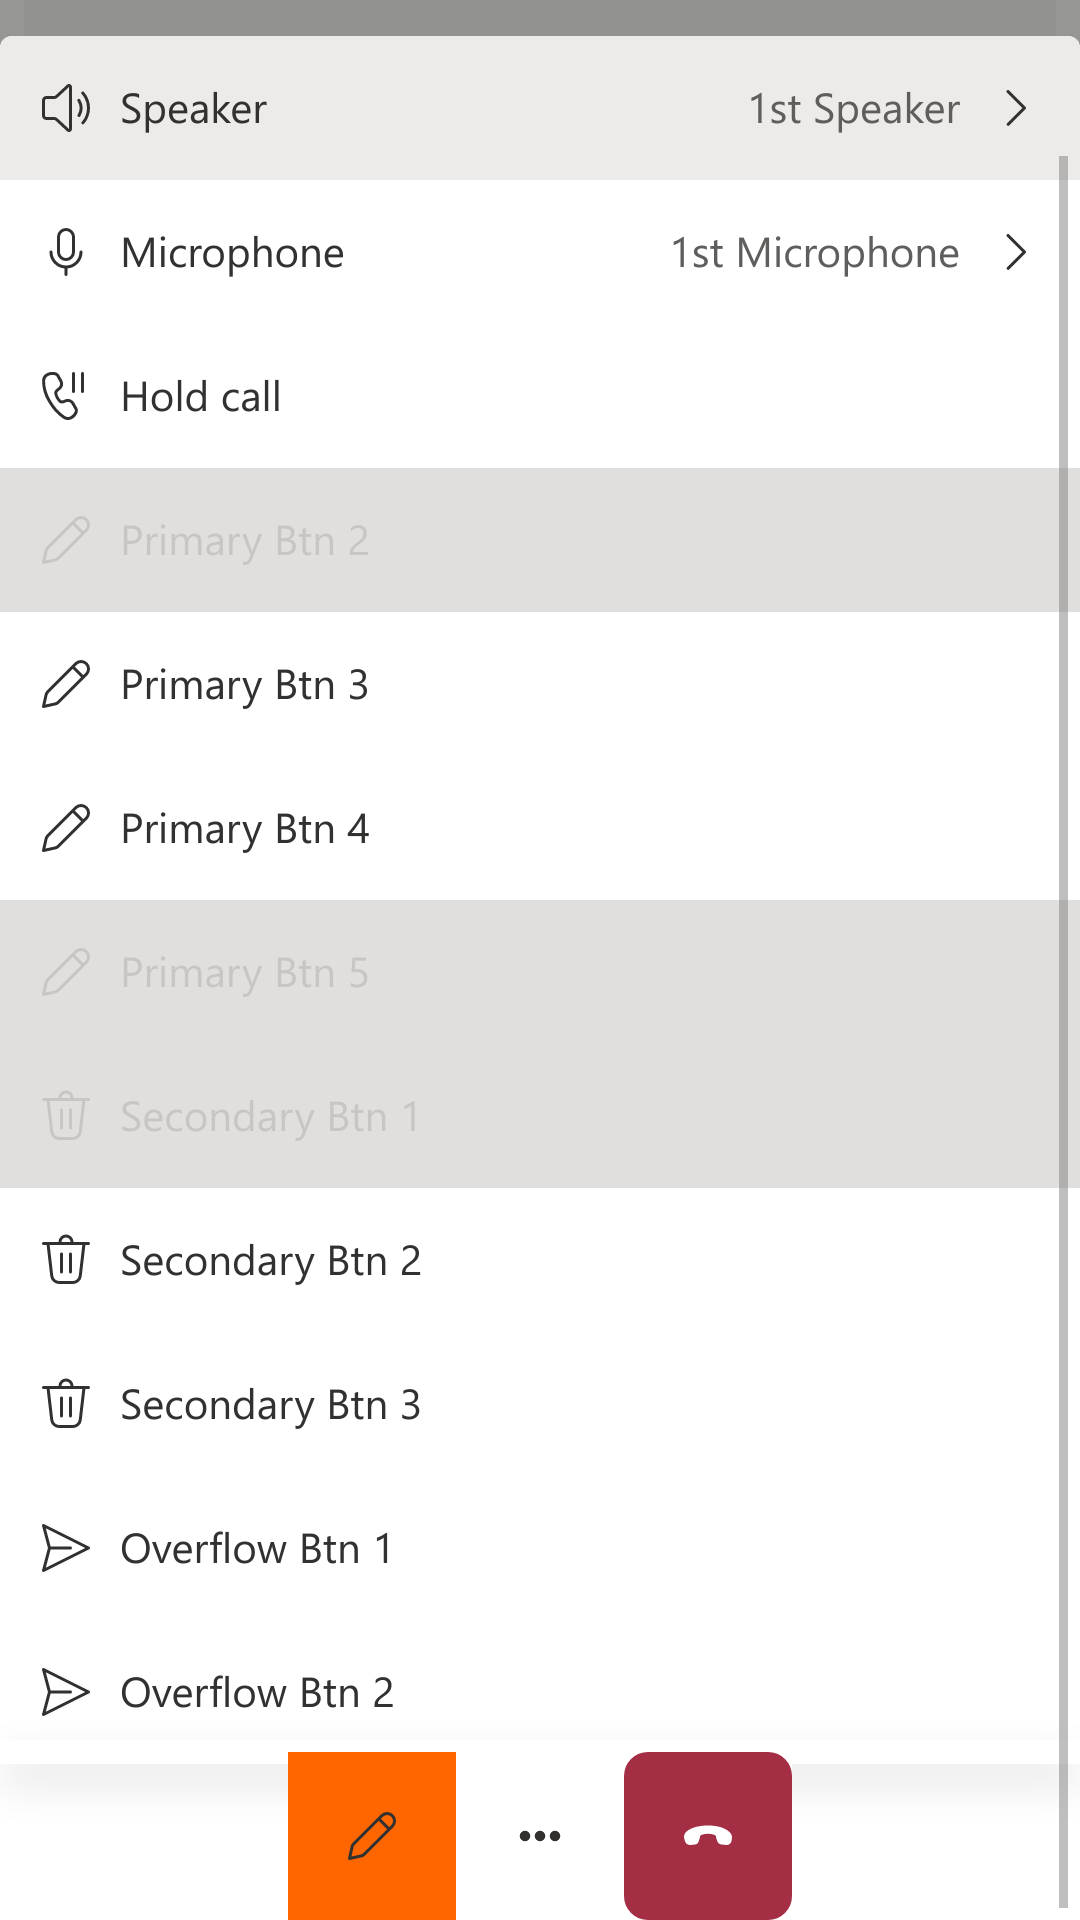 Speaker 1st Speaker
Microphone 1st Microphone
Hold call
Primary Btn 2
Primary Btn 3
Primary Btn 4
Primary Btn 5
Secondary Btn 1
Secondary Btn 2
Secondary Btn 3
Overflow Btn 1
Overflow Btn 2